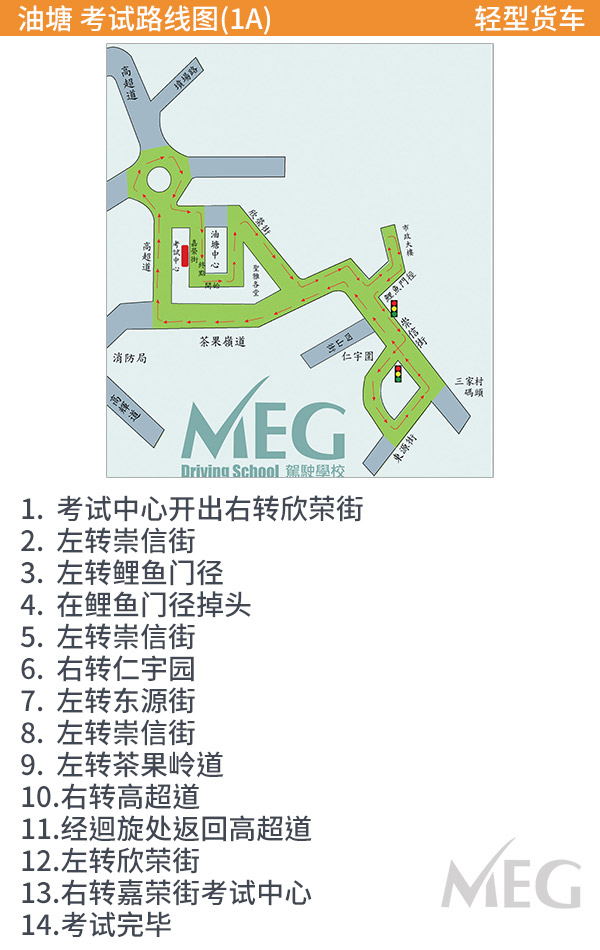 油塘 考试路线图(1A) 轻型货车
高超道
墳場路
欣榮街
市政大樓
油塘中心
考試中心
嘉榮街
終點
開始
高超道
聖雅各堂
鯉魚門徑
崇信街
茶果嶺道
消防局
高輝道
仁宇圍
三家村碼頭
東源街
MEG
Driving School 駕駛學校
1. 考试中心开出右转欣荣街
2. 左转崇信街
3. 左转鲤鱼门径
4. 在鲤鱼门径掉头
5. 左转崇信街
6. 右转仁宇园
7. 左转东源街
8. 左转崇信街
9. 左转茶果岭道
10.右转高超道
11.经迴旋处返回高超道
12.左转欣荣街
13.右转嘉荣街考试中心
14.考试完毕
MEG